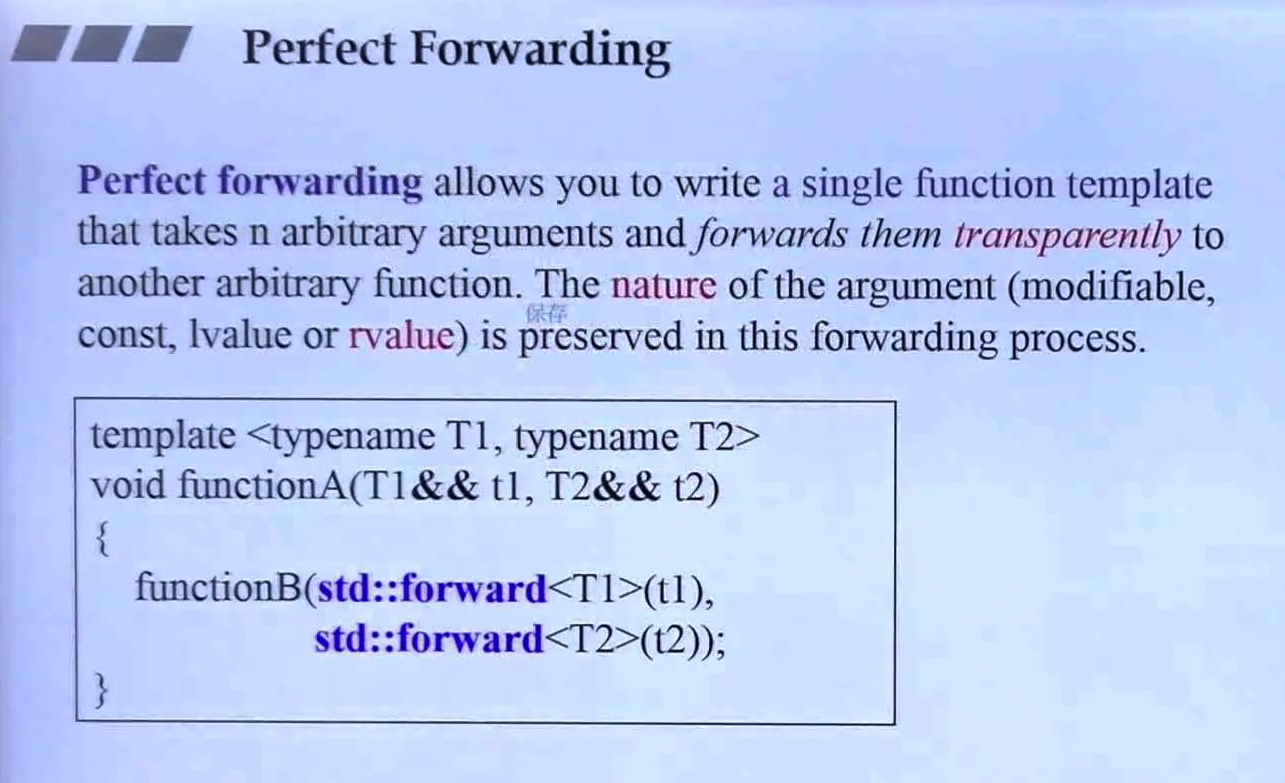 Perfect Forwarding
Perfect forwarding allows you to write a single function template
that takes n arbitrary arguments and forwards them transparently to
another arbitrary function. The nature of the argument (modifiable,
保存
const, lvalue or rvalue) is preserved in this forwarding process.
template <typename T1, typename T2>
void functionA(T1&& t1, T2&& t2)
{
functionB(std::forward<T1>(t1),
std::forward<T2>(t2));
}